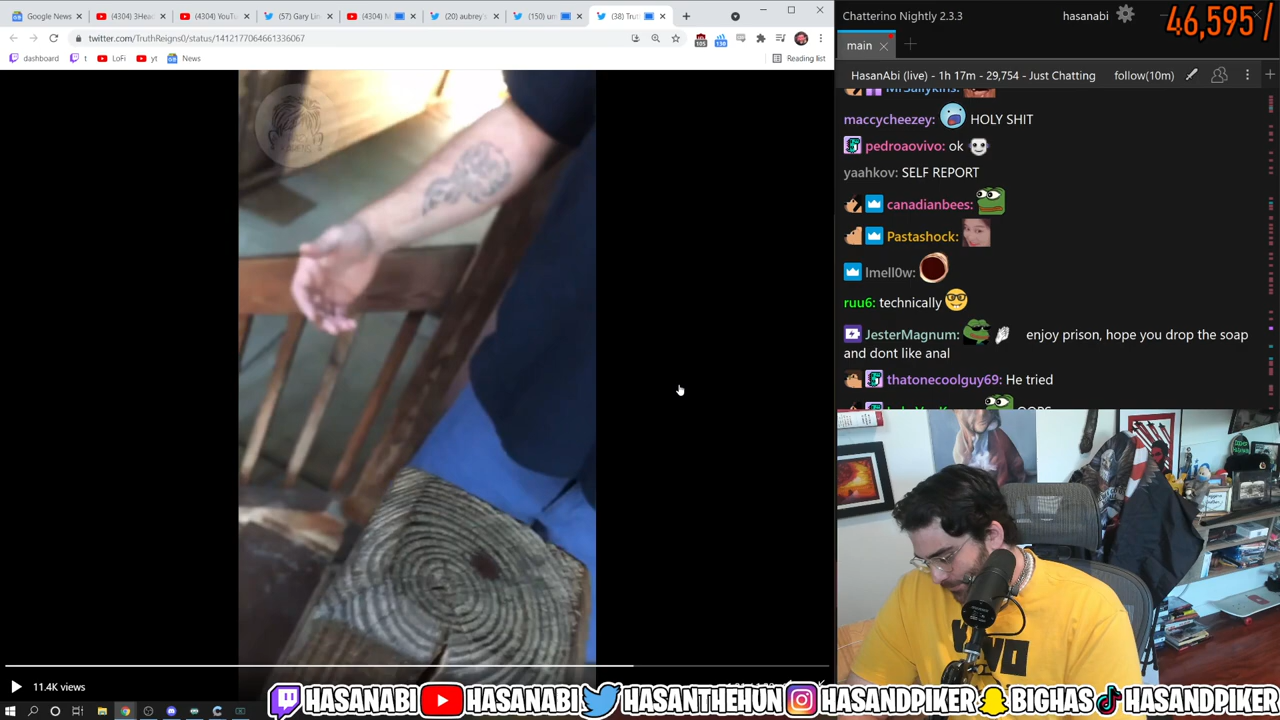 Google News
(4304) 3Hea
(4304) YouT
(57) Gary Lin
(4304) N
(20) aubrey's
(150) un
(38) Trut
twitter.com/TruthReigns0/status/1412177064661336067
105
138
dashboard
t
LoFi
yt
News
Reading list
11.4K views
Chatterino Nightly 2.3.3
hasanabi
46,595 /
main
HasanAbi (live) - 1h 17m - 29,754 - Just Chatting
follow(10m)
maccycheezey: HOLY SHIT
pedroaovivo: ok
yaahkov: SELF REPORT
canadianbees:
Pastashock:
lmell0w:
ruu6: technically
JesterMagnum: enjoy prison, hope you drop the soap
and dont like anal
thatonecoolguy69: He tried
HASANABI
HASANABI
HASANTHEHUN
HASANDPIKER
BIGHAS
HASANDPIKER